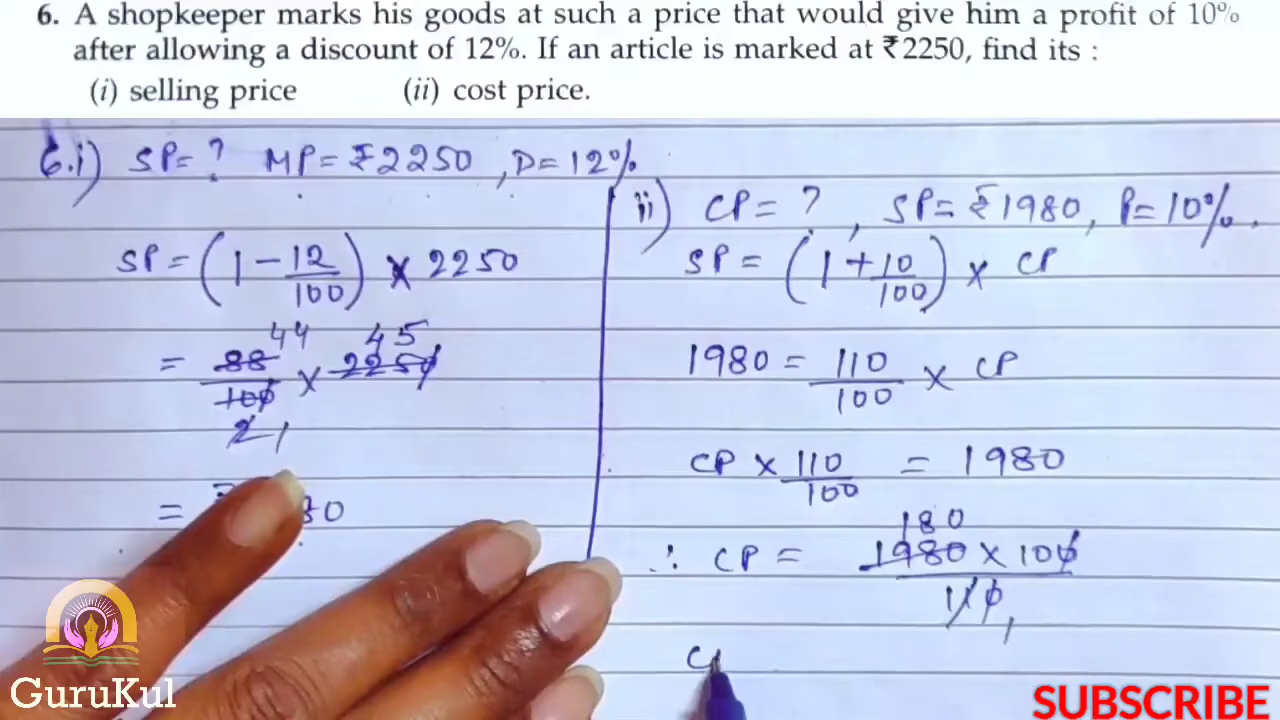 6. A shopkeeper marks his goods at such a price that would give him a profit of 10%
after allowing a discount of 12%. If an article is marked at ₹2250, find its :
(i) selling price (ii) cost price.
6.i) SP= ? MP= ₹2250 , D= 12%
SP = (1 - 12/100) × 2250
44 45
= 88/100 × 2250
2 1
= 80
ii) CP = ? , SP= ₹1980, P= 10%.
SP = (1 + 10/100) × CP
1980 = 110/100 × CP
CP × 110/100 = 1980
180
∴ CP = 1980 × 100/110
1
C
GuruKul
SUBSCRIBE